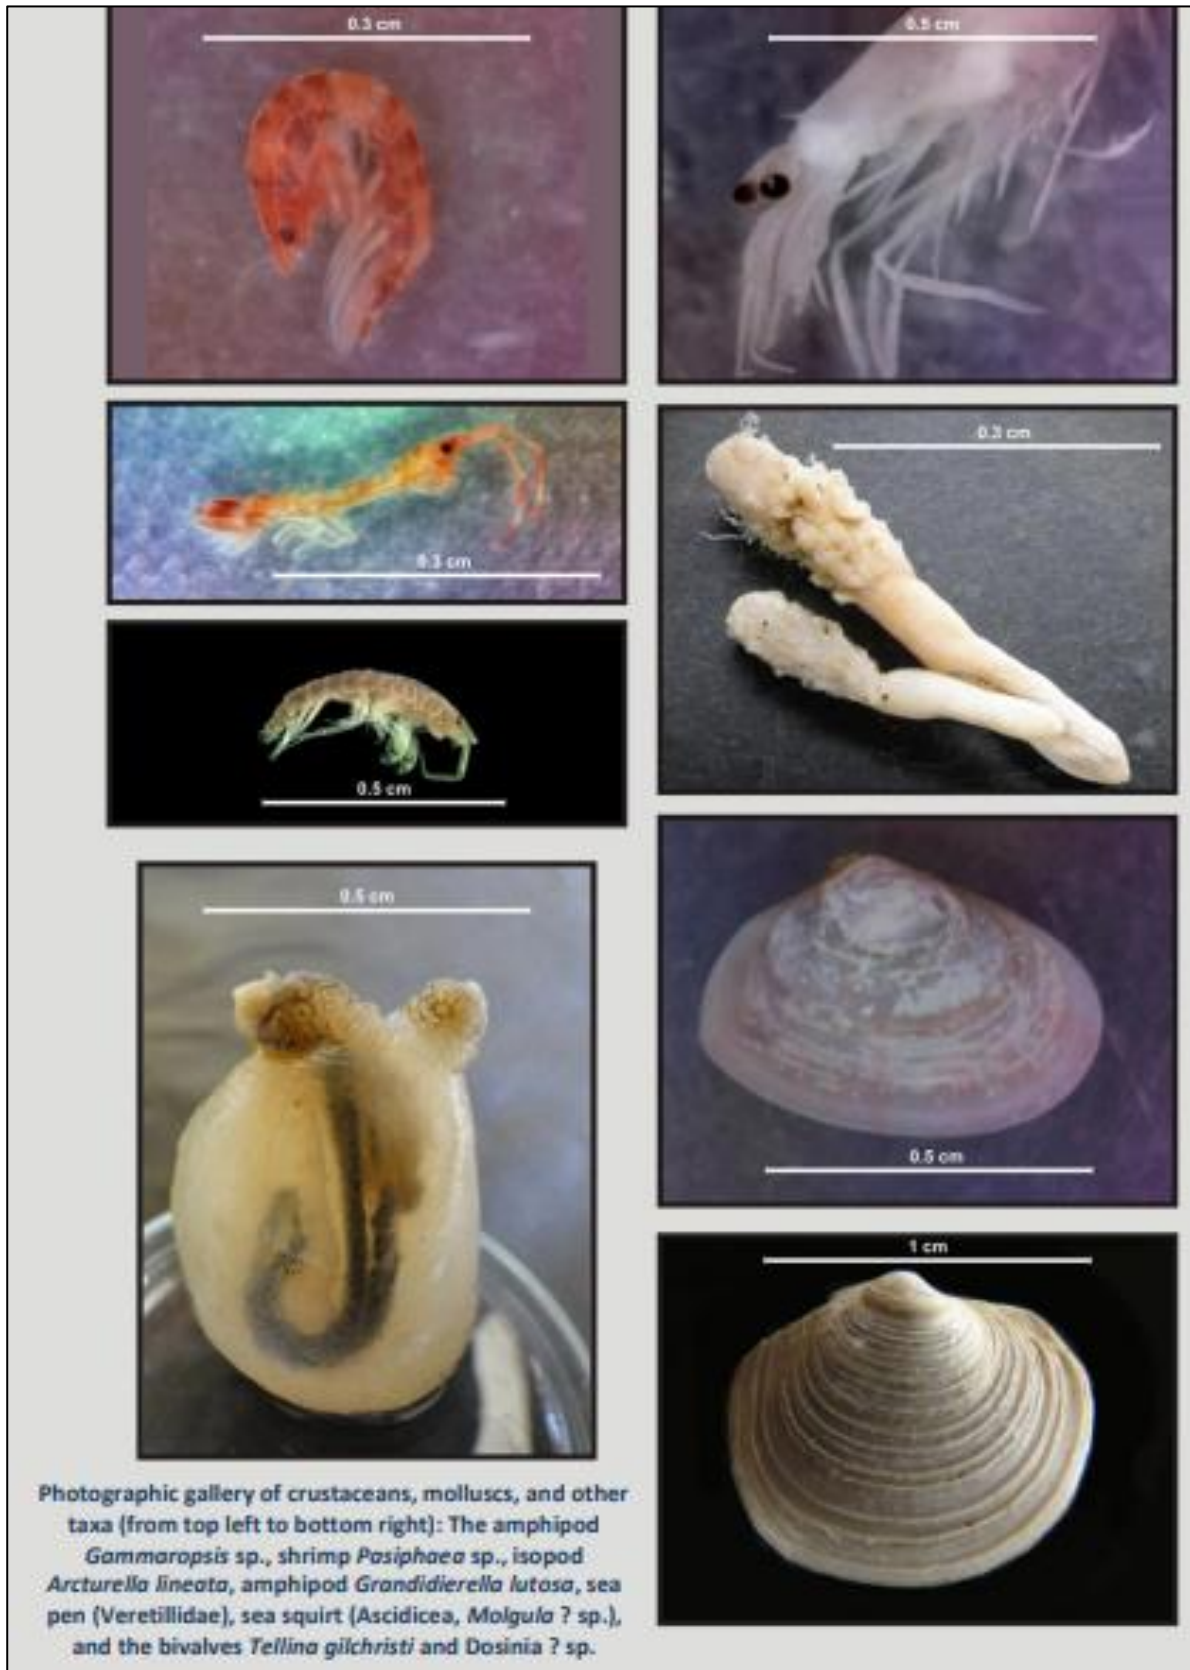 0.3 cm
0.5 cm
0.3 cm
0.3 cm
0.5 cm
0.5 cm
0.5 cm
1 cm
Photographic gallery of crustaceans, molluscs, and other
taxa (from top left to bottom right): The amphipod
Gammaropsis sp., shrimp Pasiphaea sp., isopod
Arcturella lineata, amphipod Grandidierella lutosa, sea
pen (Veretillidae), sea squirt (Ascidicea, Molgula ? sp.),
and the bivalves Tellina gilchristi and Dosinia ? sp.